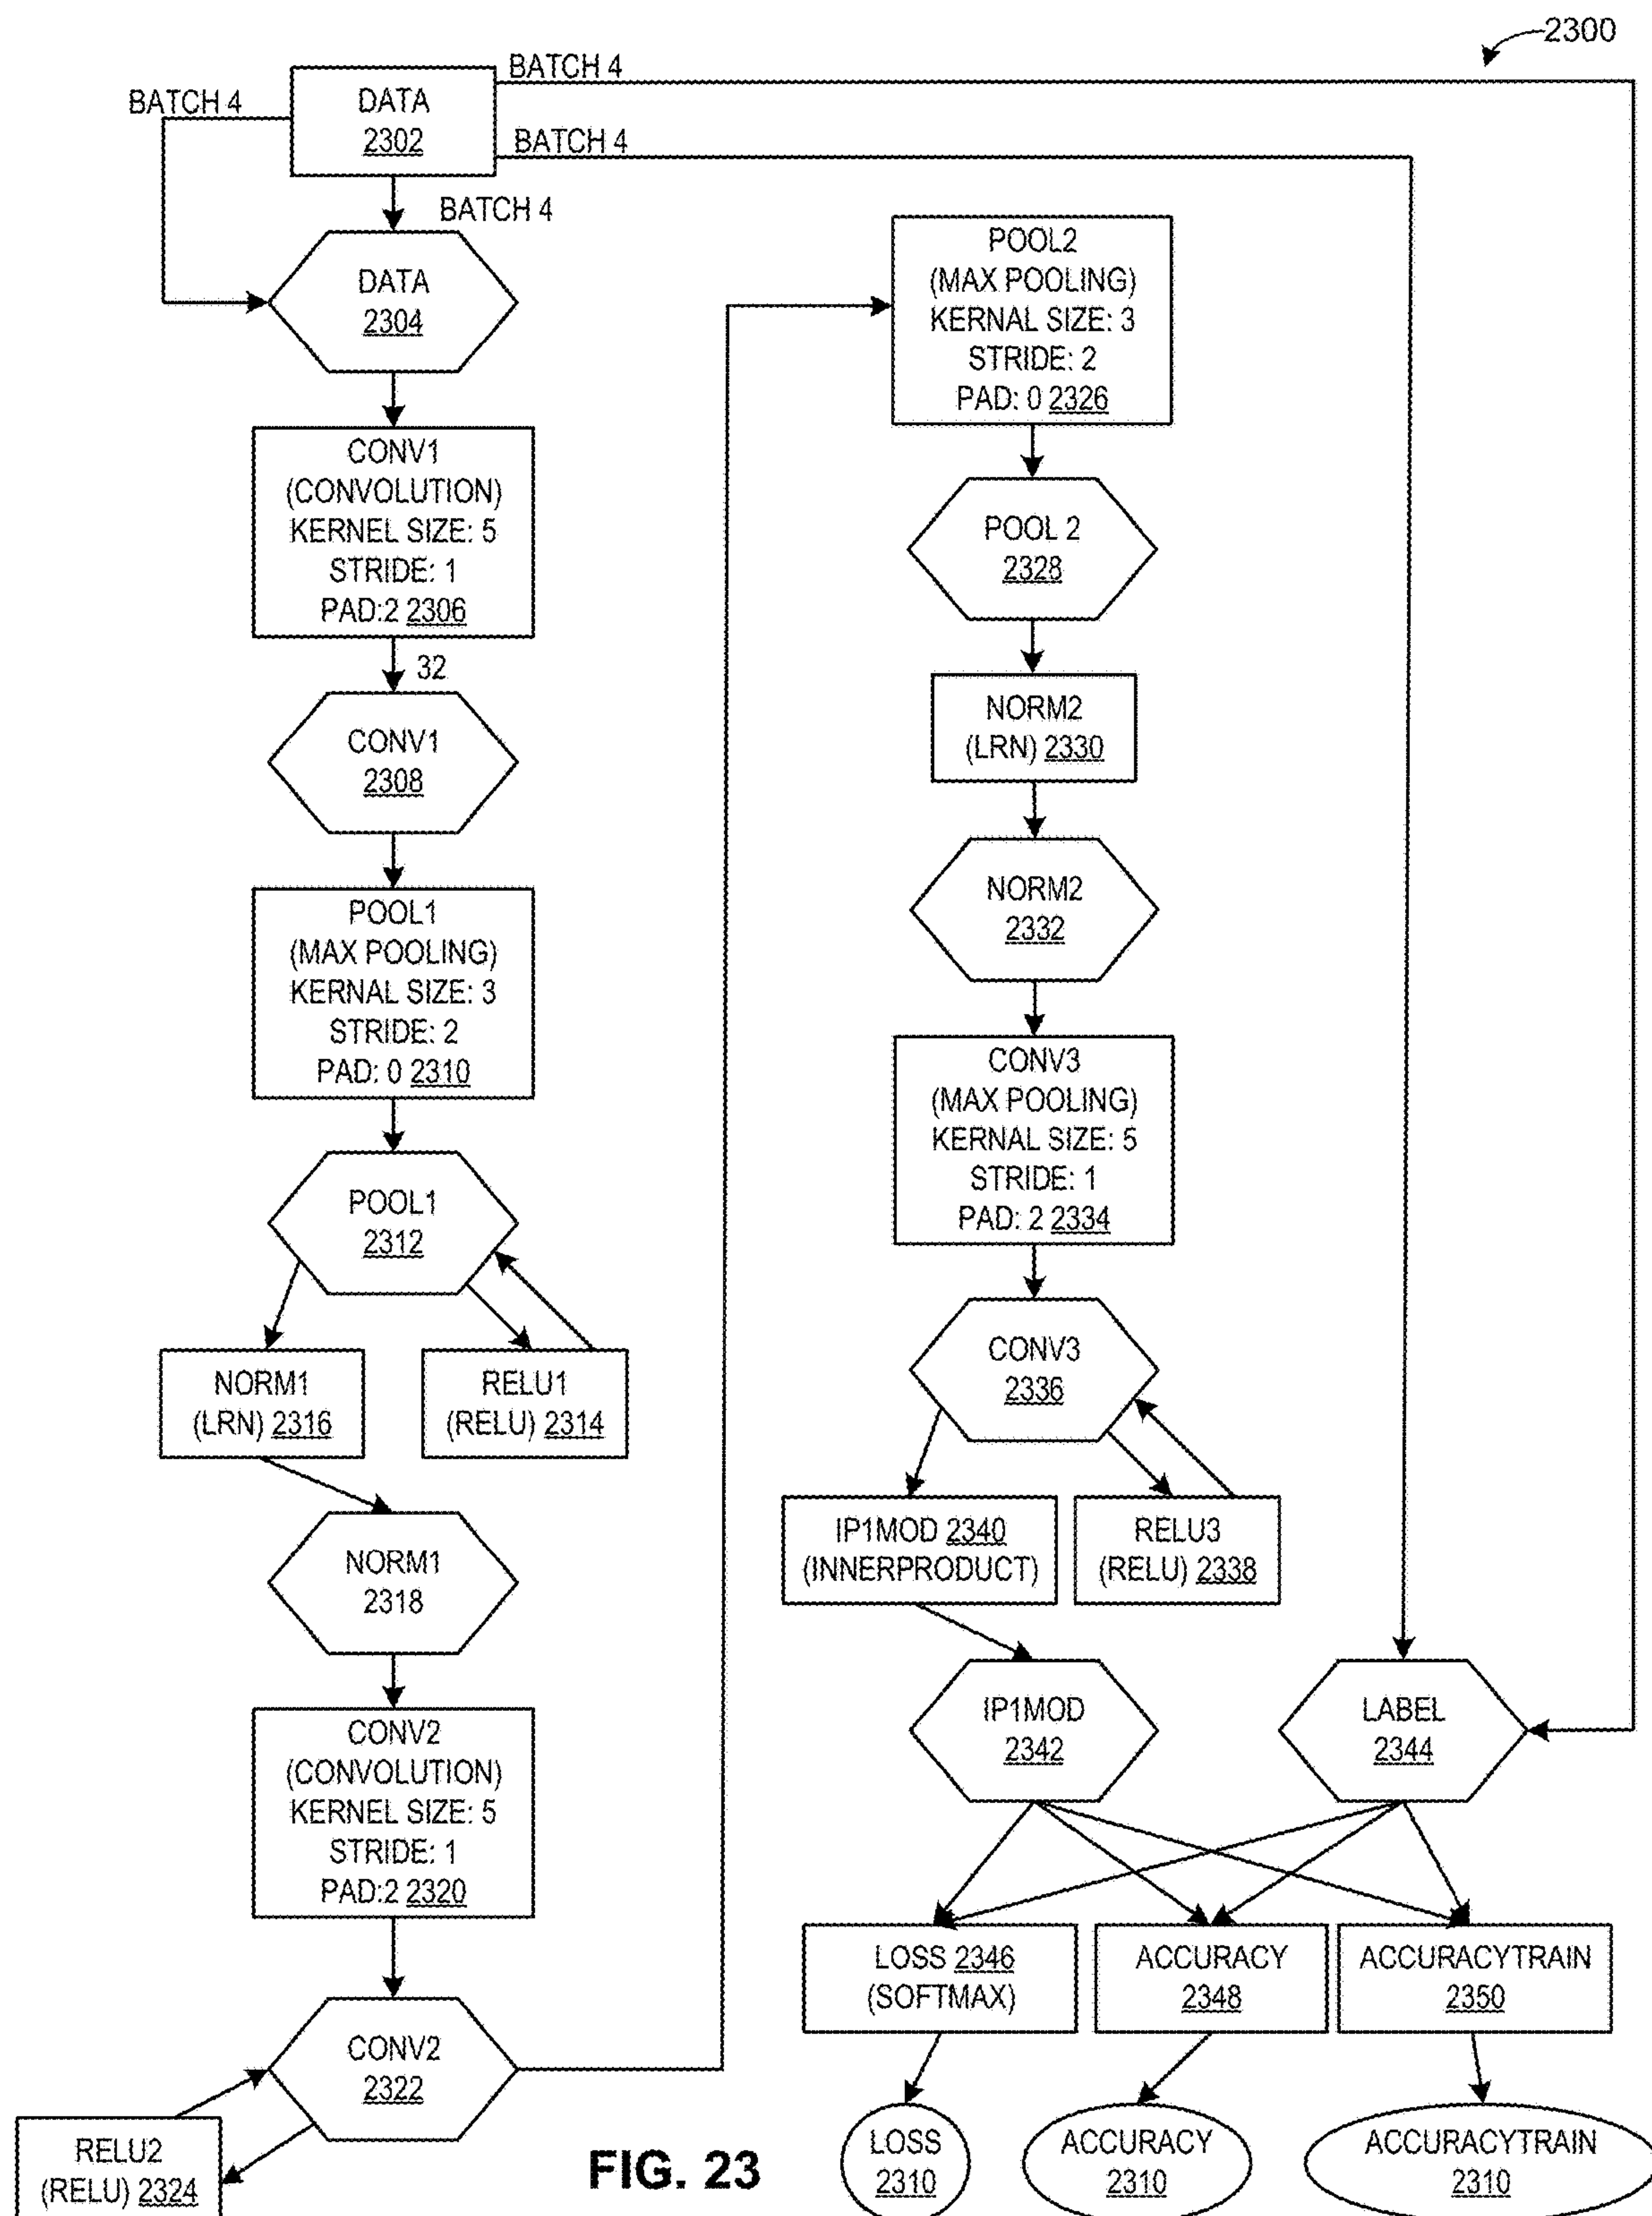 2300
BATCH 4
BATCH 4
DATA
2302
BATCH 4
BATCH 4
DATA
2304
CONV1
(CONVOLUTION)
KERNEL SIZE: 5
STRIDE: 1
PAD:2 2306
32
CONV1
2308
POOL1
(MAX POOLING)
KERNAL SIZE: 3
STRIDE: 2
PAD: 0 2310
POOL1
2312
NORM1
(LRN) 2316
RELU1
(RELU) 2314
NORM1
2318
CONV2
(CONVOLUTION)
KERNEL SIZE: 5
STRIDE: 1
PAD:2 2320
CONV2
2322
RELU2
(RELU) 2324
POOL2
(MAX POOLING)
KERNAL SIZE: 3
STRIDE: 2
PAD: 0 2326
POOL 2
2328
NORM2
(LRN) 2330
NORM2
2332
CONV3
(MAX POOLING)
KERNAL SIZE: 5
STRIDE: 1
PAD: 2 2334
CONV3
2336
IP1MOD 2340
(INNERPRODUCT)
RELU3
(RELU) 2338
IP1MOD
2342
LABEL
2344
LOSS 2346
(SOFTMAX)
ACCURACY
2348
ACCURACYTRAIN
2350
LOSS
2310
ACCURACY
2310
ACCURACYTRAIN
2310
FIG. 23